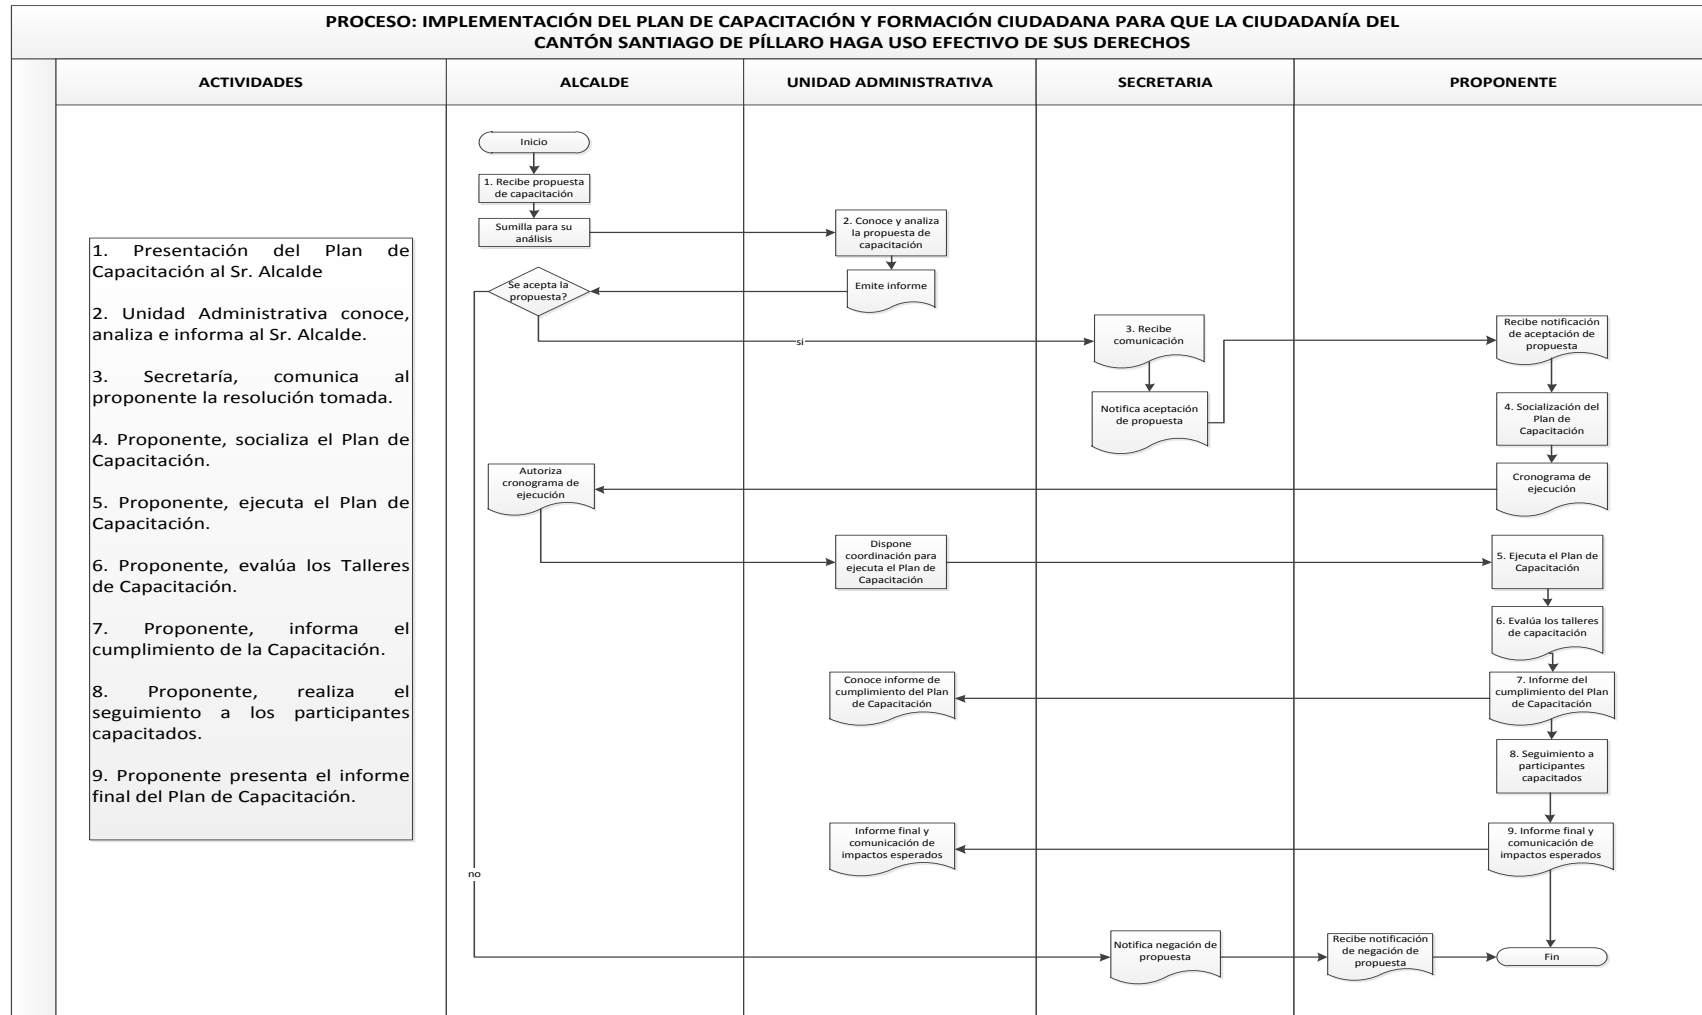 PROCESO: IMPLEMENTACIÓN DEL PLAN DE CAPACITACIÓN Y FORMACIÓN CIUDADANA PARA QUE LA CIUDADANÍA DEL
CANTÓN SANTIAGO DE PÍLLARO HAGA USO EFECTIVO DE SUS DERECHOS
ACTIVIDADES
ALCALDE
UNIDAD ADMINISTRATIVA
SECRETARIA
PROPONENTE
1. Presentación del Plan de
Capacitación al Sr. Alcalde
2. Unidad Administrativa conoce,
analiza e informa al Sr. Alcalde.
3. Secretaría, comunica al
proponente la resolución tomada.
4. Proponente, socializa el Plan de
Capacitación.
5. Proponente, ejecuta el Plan de
Capacitación.
6. Proponente, evalúa los Talleres
de Capacitación.
7. Proponente, informa el
cumplimiento de la Capacitación.
8. Proponente, realiza el
seguimiento a los participantes
capacitados.
9. Proponente presenta el informe
final del Plan de Capacitación.
Inicio
1. Recibe propuesta
de capacitación
Sumilla para su
análisis
2. Conoce y analiza
la propuesta de
capacitación
Emite informe
Se acepta la
propuesta?
si
3. Recibe
comunicación
Notifica aceptación
de propuesta
Recibe notificación
de aceptación de
propuesta
4. Socialización del
Plan de
Capacitación
Cronograma de
ejecución
Autoriza
cronograma de
ejecución
Dispone
coordinación para
ejecuta el Plan de
Capacitación
5. Ejecuta el Plan de
Capacitación
6. Evalúa los talleres
de capacitación
7. Informe del
cumplimiento del Plan
de Capacitación
Conoce informe de
cumplimiento del Plan
de Capacitación
8. Seguimiento a
participantes
capacitados
9. Informe final y
comunicación de
impactos esperados
Informe final y
comunicación de
impactos esperados
no
Notifica negación de
propuesta
Recibe notificación
de negación de
propuesta
Fin